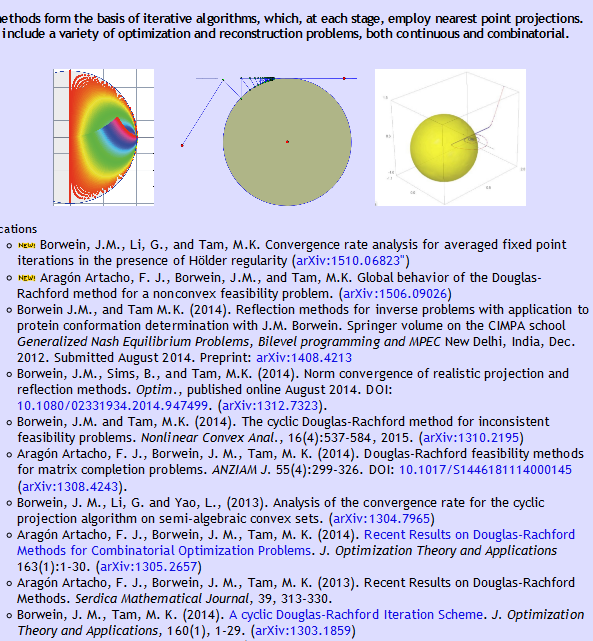 ethods form the basis of iterative algorithms, which, at each stage, employ nearest point projections.
include a variety of optimization and reconstruction problems, both continuous and combinatorial.
cations
NEW! Borwein, J.M., Li, G., and Tam, M.K. Convergence rate analysis for averaged fixed point
iterations in the presence of Hölder regularity (arXiv:1510.06823")
NEW! Aragón Artacho, F. J., Borwein, J.M., and Tam, M.K. Global behavior of the Douglas-
Rachford method for a nonconvex feasibility problem. (arXiv:1506.09026)
Borwein J.M., and Tam M.K. (2014). Reflection methods for inverse problems with application to
protein conformation determination with J.M. Borwein. Springer volume on the CIMPA school
Generalized Nash Equilibrium Problems, Bilevel programming and MPEC New Delhi, India, Dec.
2012. Submitted August 2014. Preprint: arXiv:1408.4213
Borwein, J.M., Sims, B., and Tam, M.K. (2014). Norm convergence of realistic projection and
reflection methods. Optim., published online August 2014. DOI:
10.1080/02331934.2014.947499. (arXiv:1312.7323).
Borwein, J.M. and Tam, M.K. (2014). The cyclic Douglas-Rachford method for inconsistent
feasibility problems. Nonlinear Convex Anal., 16(4):537-584, 2015. (arXiv:1310.2195)
Aragón Artacho, F. J., Borwein, J. M., Tam, M. K. (2014). Douglas-Rachford feasibility methods
for matrix completion problems. ANZIAM J. 55(4):299-326. DOI: 10.1017/S1446181114000145
(arXiv:1308.4243).
Borwein, J. M., Li, G. and Yao, L., (2013). Analysis of the convergence rate for the cyclic
projection algorithm on semi-algebraic convex sets. (arXiv:1304.7965)
Aragón Artacho, F. J., Borwein, J. M., Tam, M. K. (2014). Recent Results on Douglas-Rachford
Methods for Combinatorial Optimization Problems. J. Optimization Theory and Applications
163(1):1-30. (arXiv:1305.2657)
Aragón Artacho, F. J., Borwein, J. M., Tam, M. K. (2013). Recent Results on Douglas-Rachford
Methods. Serdica Mathematical Journal, 39, 313-330.
Borwein, J. M., Tam, M. K. (2014). A cyclic Douglas-Rachford Iteration Scheme. J. Optimization
Theory and Applications, 160(1), 1-29. (arXiv:1303.1859)